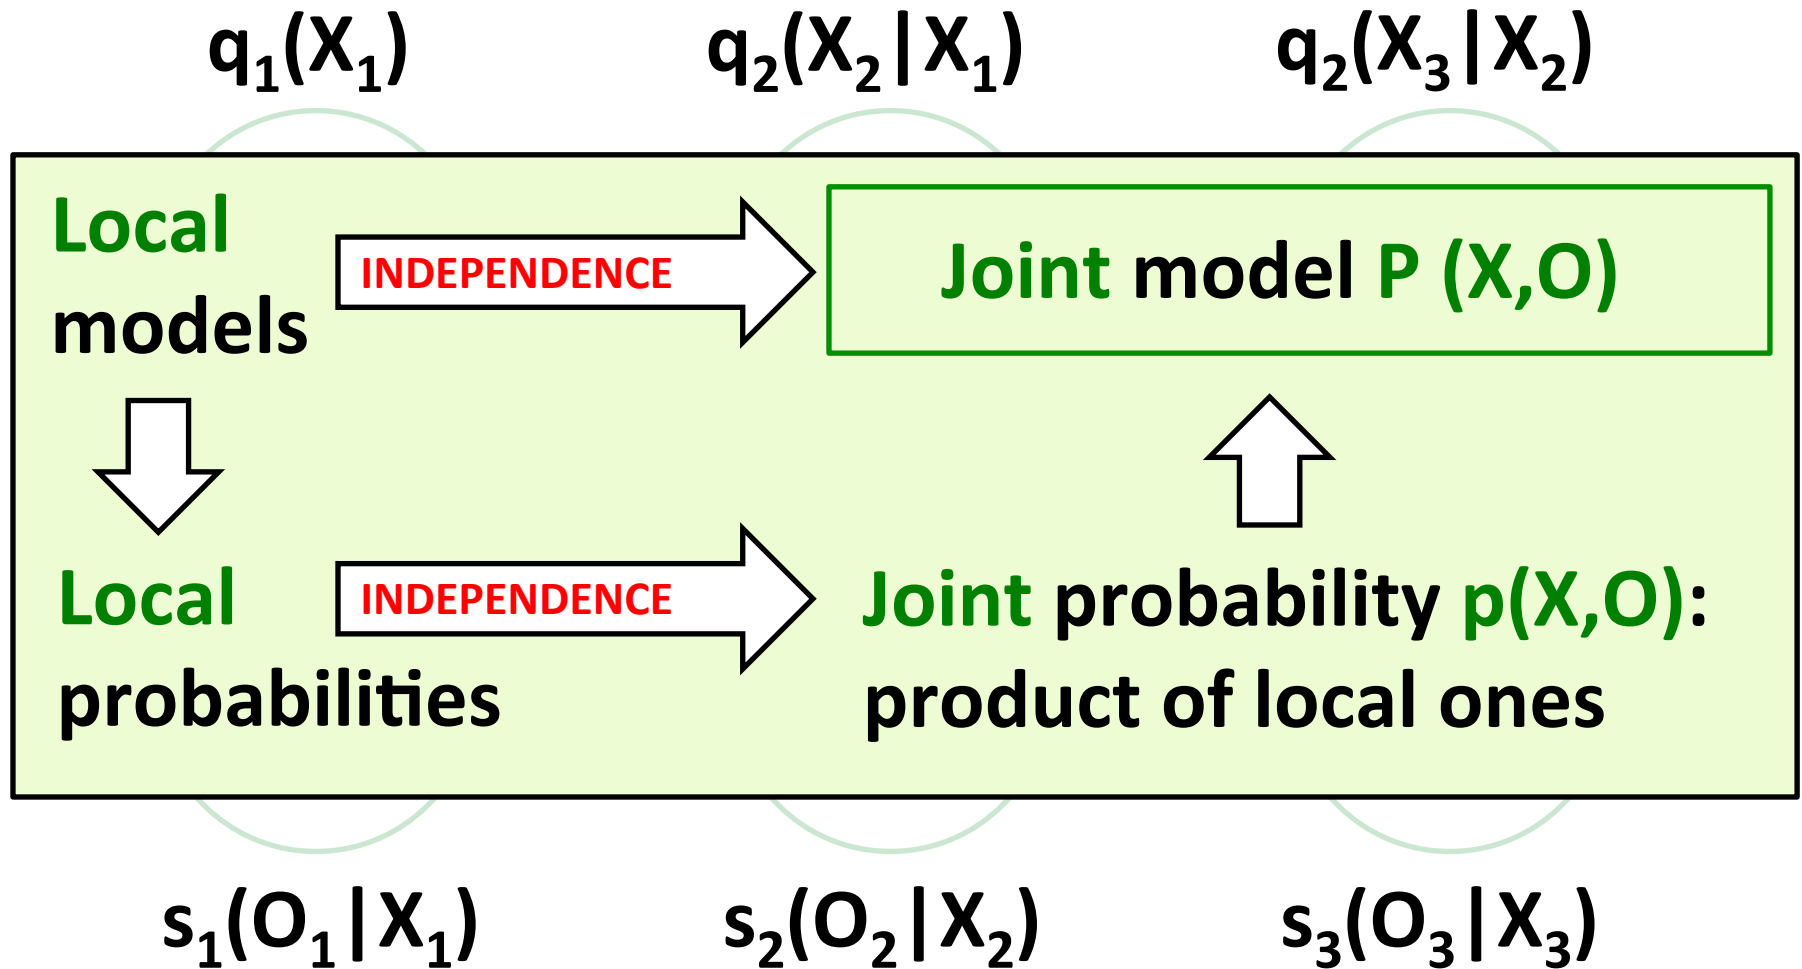 q₁(X₁) q₂(X₂|X₁) q₂(X₃|X₂)
Local
models
INDEPENDENCE
Joint model P (X,O)
Local
probabilities
INDEPENDENCE
Joint probability p(X,O):
product of local ones
s₁(O₁|X₁) s₂(O₂|X₂) s₃(O₃|X₃)